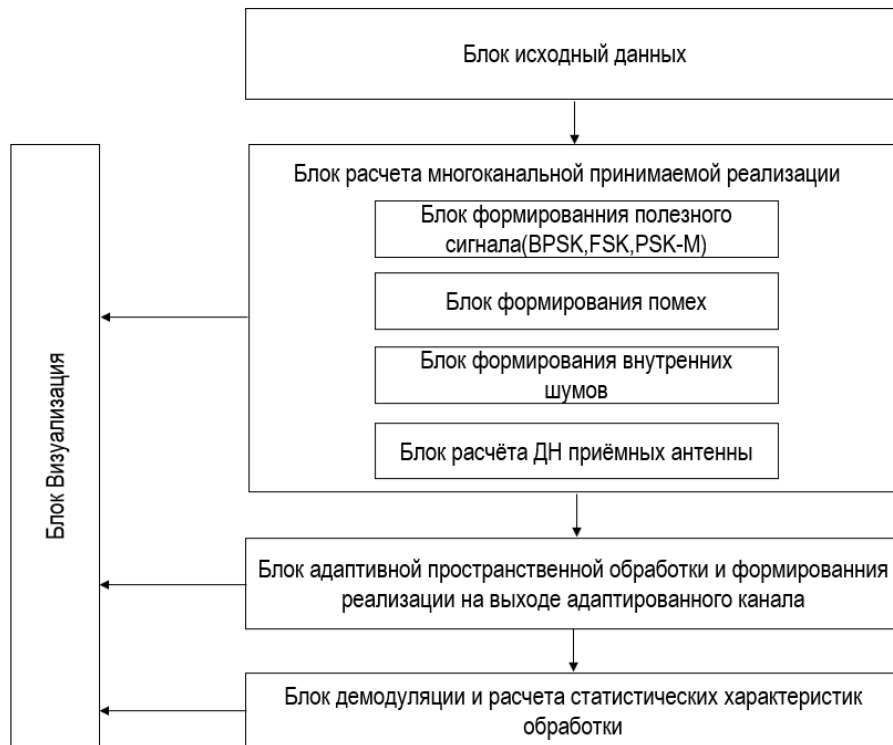 Блок исходный данных
Блок расчета многоканальной принимаемой реализации
Блок формированния полезного
сигнала(BPSK,FSK,PSK-M)
Блок формирования помех
Блок формирования внутренних
шумов
Блок расчёта ДН приёмных антенны
Блок Визуализация
Блок адаптивной пространственной обработки и формированния
реализации на выходе адаптированного канала
Блок демодуляции и расчета статистических характеристик
обработки